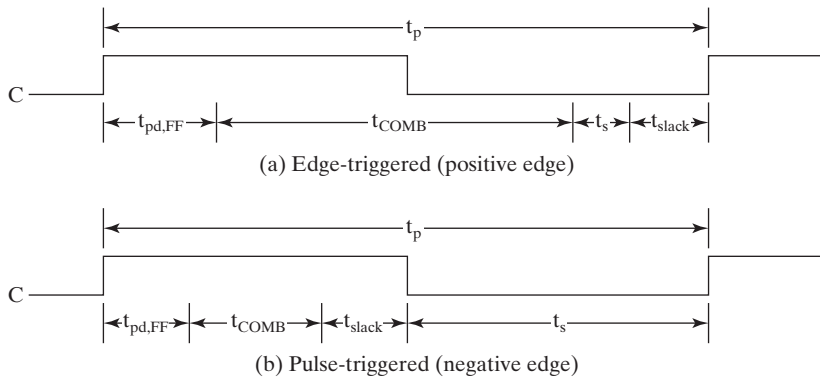 t_p
C
t_pd,FF t_COMB t_s t_slack
(a) Edge-triggered (positive edge)
t_p
C
t_pd,FF t_COMB t_slack t_s
(b) Pulse-triggered (negative edge)